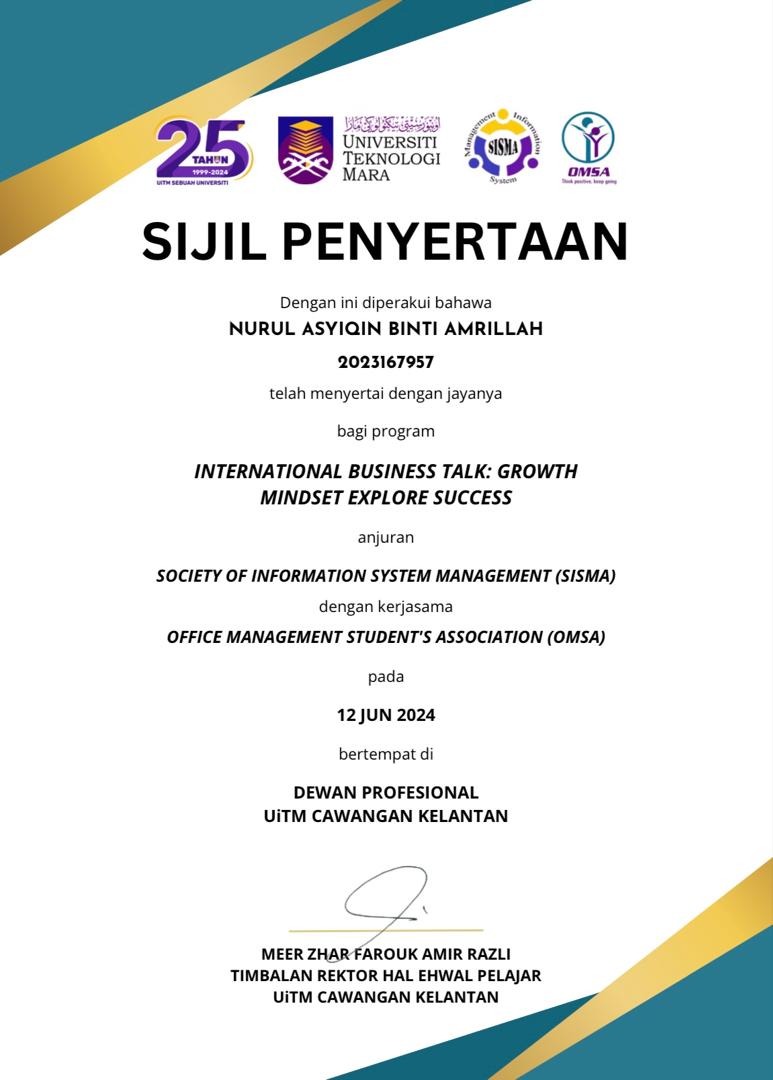 25
TAHUN
1999-2024
UiTM SEBUAH UNIVERSITI
اونيۏرسيتي تيكنولوݢي مارا
UNIVERSITI
TEKNOLOGI
MARA
Management Information
SISMA
System
OMSA
Think positive, keep going
SIJIL PENYERTAAN
Dengan ini diperakui bahawa
NURUL ASYIQIN BINTI AMRILLAH
2023167957
telah menyertai dengan jayanya
bagi program
INTERNATIONAL BUSINESS TALK: GROWTH
MINDSET EXPLORE SUCCESS
anjuran
SOCIETY OF INFORMATION SYSTEM MANAGEMENT (SISMA)
dengan kerjasama
OFFICE MANAGEMENT STUDENT'S ASSOCIATION (OMSA)
pada
12 JUN 2024
bertempat di
DEWAN PROFESIONAL
UiTM CAWANGAN KELANTAN
MEER ZHAR FAROUK AMIR RAZLI
TIMBALAN REKTOR HAL EHWAL PELAJAR
UiTM CAWANGAN KELANTAN